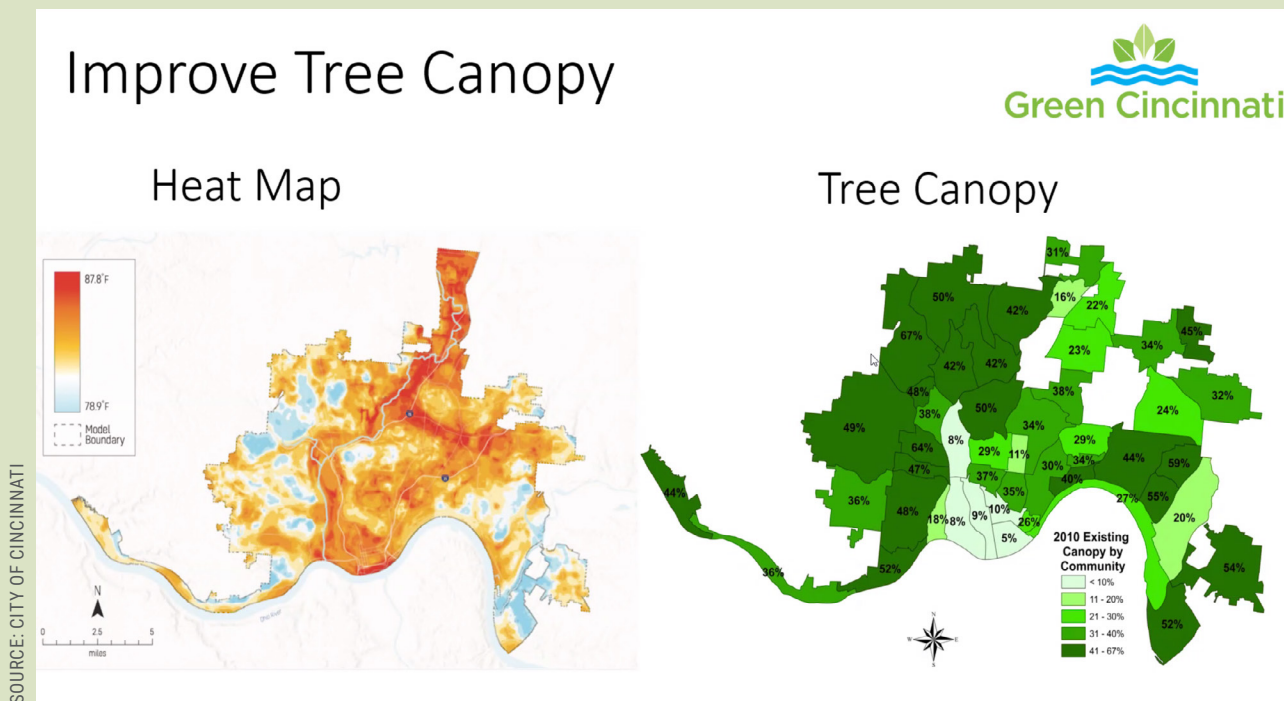 Improve Tree Canopy
Green Cincinnati
Heat Map
Tree Canopy
87.8°F
78.9°F
Model
Boundary
N
0 2.5 5
miles
Ohio River
31%
50%
42%
16%
22%
67%
45%
34%
23%
42%
42%
48%
38%
32%
50%
38%
24%
49%
34%
8%
29%
29%
11%
64%
44%
34%
30%
59%
47%
37%
40%
44%
35%
55%
36%
27%
48%
10%
9%
18%
8%
26%
20%
5%
2010 Existing
Canopy by
Community
< 10%
11 - 20%
21 - 30%
31 - 40%
41 - 67%
52%
36%
54%
52%
N
W E
S
SOURCE: CITY OF CINCINNATI